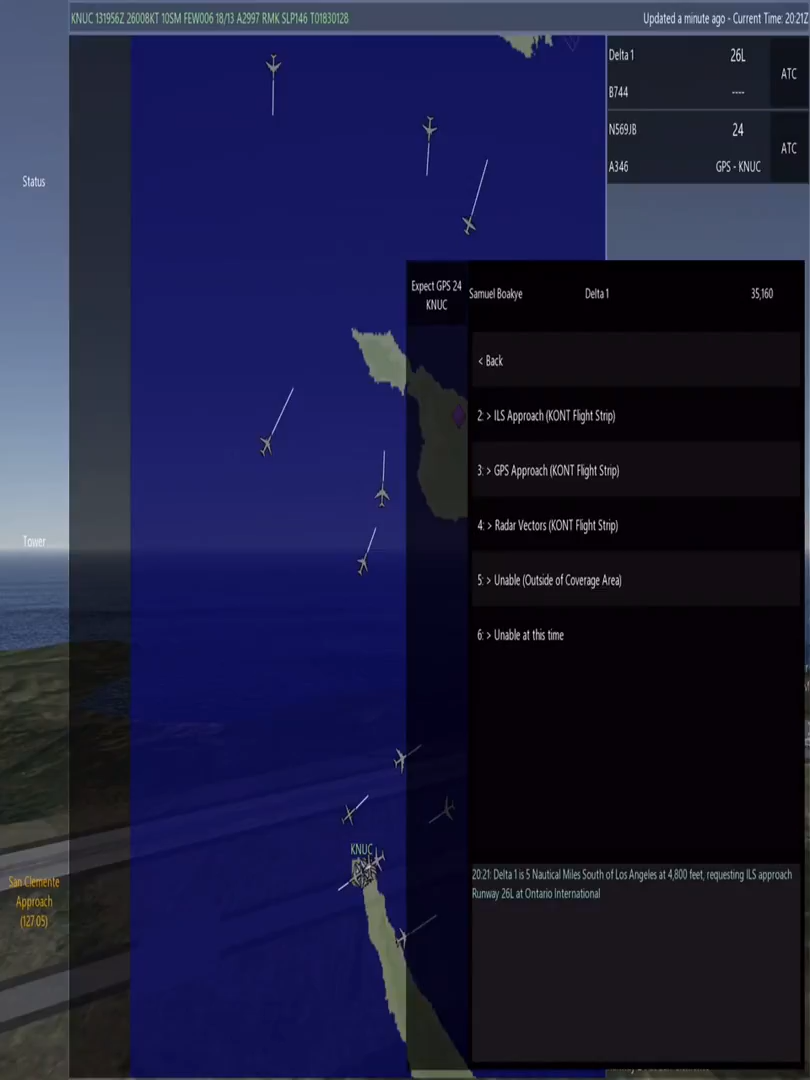 KNUC 131956Z 26008KT 10SM FEW006 18/13 A2997 RMK SLP146 T01830128
Updated a minute ago - Current Time: 20:21Z
Delta 1
26L
ATC
B744
----
N569JB
24
ATC
A346
GPS - KNUC
Status
Expect GPS 24
KNUC
Samuel Boakye
Delta 1
35,160
< Back
2: > ILS Approach (KONT Flight Strip)
3: > GPS Approach (KONT Flight Strip)
4: > Radar Vectors (KONT Flight Strip)
5: > Unable (Outside of Coverage Area)
6: > Unable at this time
Tower
KNUC
San Clemente
Approach
(127.05)
20:21: Delta 1 is 5 Nautical Miles South of Los Angeles at 4,800 feet, requesting ILS approach
Runway 26L at Ontario International